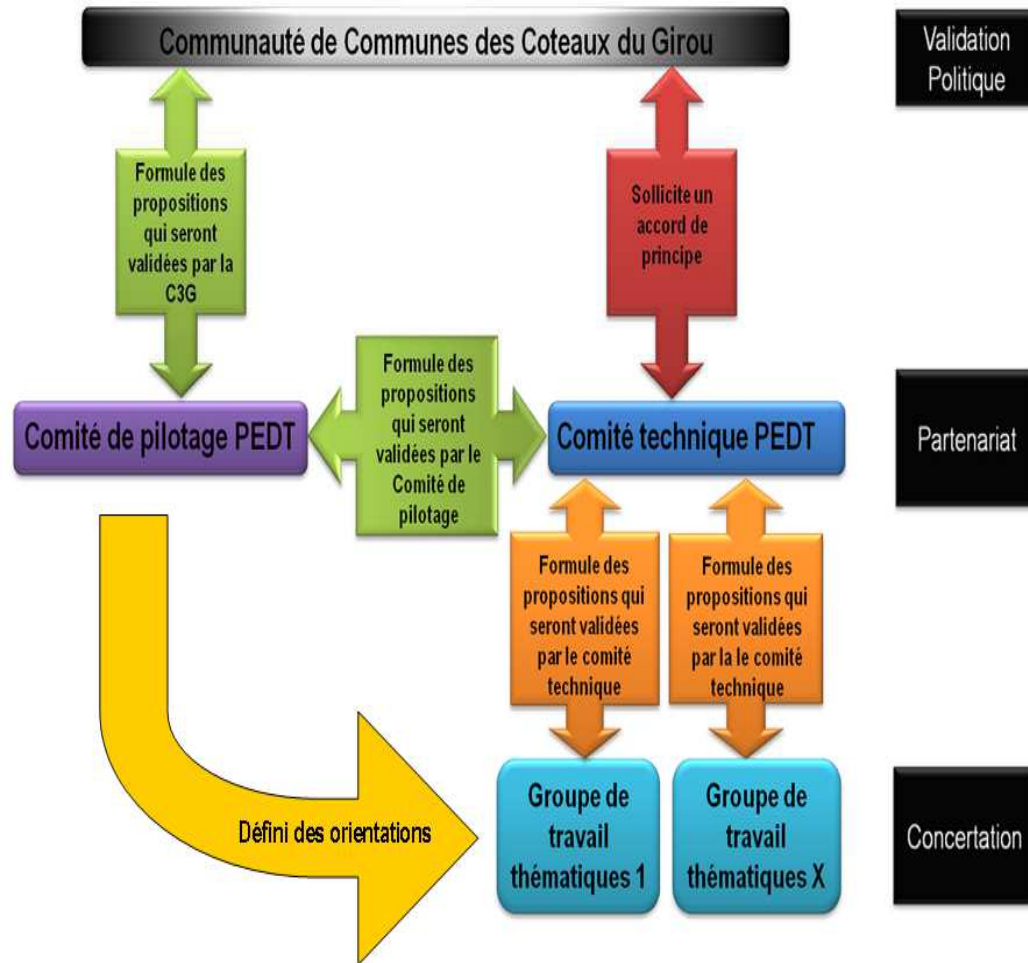 Communauté de Communes des Coteaux du Girou
Validation
Politique
Formule des
propositions
qui seront
validées par la
C3G
Sollicite un
accord de
principe
Comité de pilotage PEDT
Formule des
propositions
qui seront
validées par le
Comité de
pilotage
Comité technique PEDT
Partenariat
Formule des
propositions qui
seront validées
par le comité
technique
Formule des
propositions qui
seront validées
par la le comité
technique
Défini des orientations
Groupe de
travail
thématiques 1
Groupe de
travail
thématiques X
Concertation